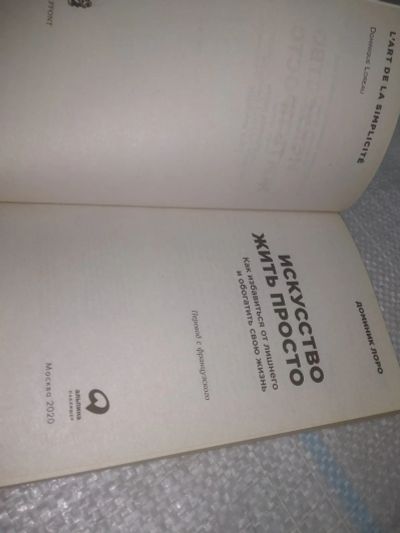 DOMINIQUE LOREAU
L'ART DE LA SIMPLICITÉ
ДОМИНИК ЛОРО
ИСКУССТВО
ЖИТЬ ПРОСТО
Как избавиться от лишнего
и обогатить свою жизнь
Перевод с французского
альпина
ПАБЛИШЕР
Москва 2020